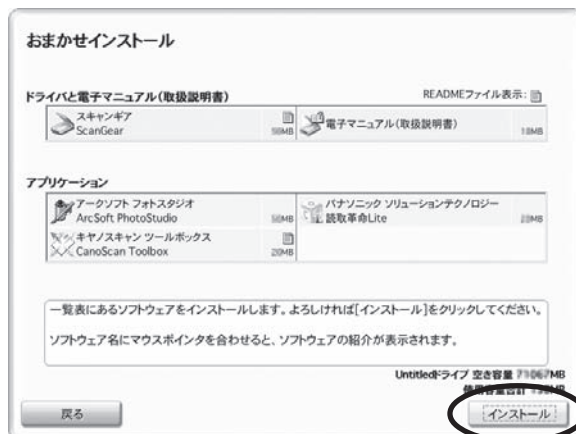 おまかせインストール
ドライバと電子マニュアル(取扱説明書)
READMEファイル表示:
スキャンギア
ScanGear
電子マニュアル(取扱説明書)
アプリケーション
アークソフト フォトスタジオ
ArcSoft PhotoStudio
パナソニック ソリューションテクノロジー
読取革命Lite
キヤノスキャン ツールボックス
CanoScan Toolbox
20MB
一覧表にあるソフトウェアをインストールします。よろしければ[インストール]をクリックしてください。
ソフトウェア名にマウスポインタを合わせると、ソフトウェアの紹介が表示されます。
Untitledドライブ 空き容量
戻る
インストール